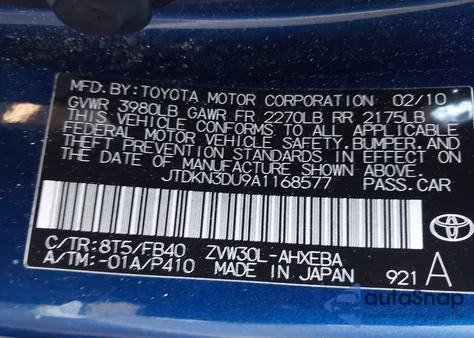 MFD. BY: TOYOTA MOTOR CORPORATION 02/10
GVWR 3980LB GAWR FR 2270LB RR 2175LB
THIS VEHICLE CONFORMS TO ALL APPLICABLE
FEDERAL MOTOR VEHICLE SAFETY, BUMPER, AND
THEFT PREVENTION STANDARDS IN EFFECT ON
THE DATE OF MANUFACTURE SHOWN ABOVE.
JTDKN3DU9A1168577 PASS.CAR
C/TR: 8T5/FB40 ZVW30L-AHXEBA
A/TM: -01A/P410 MADE IN JAPAN 921 A
TOYOTA
autoSnap